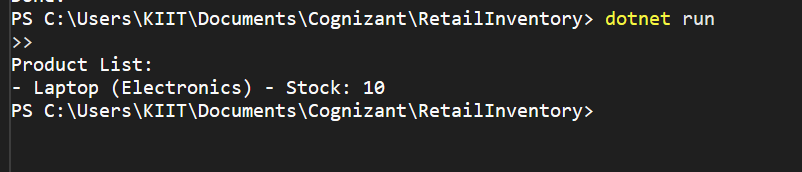 Done.
PS C:\Users\KIIT\Documents\Cognizant\RetailInventory> dotnet run
>>
Product List:
- Laptop (Electronics) - Stock: 10
PS C:\Users\KIIT\Documents\Cognizant\RetailInventory>